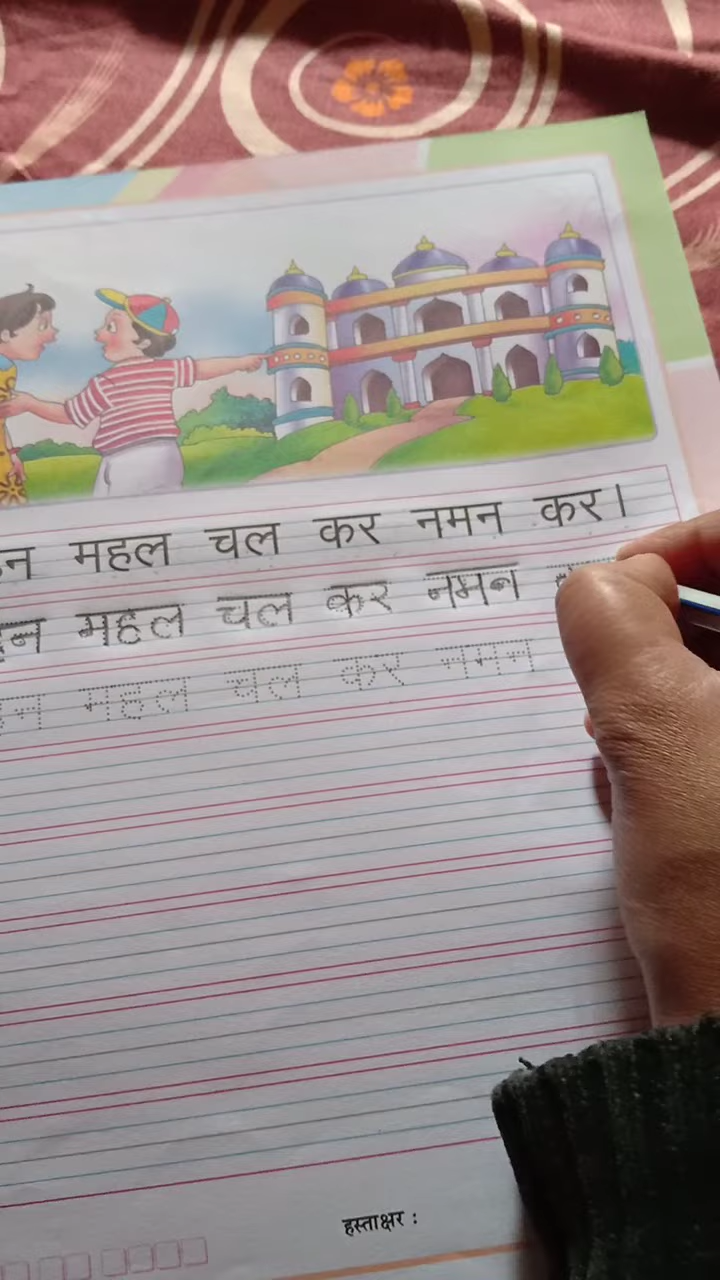 महल चल कर नमन कर।
महल चल कर नमन
महल चल कर नमन
हस्ताक्षर :